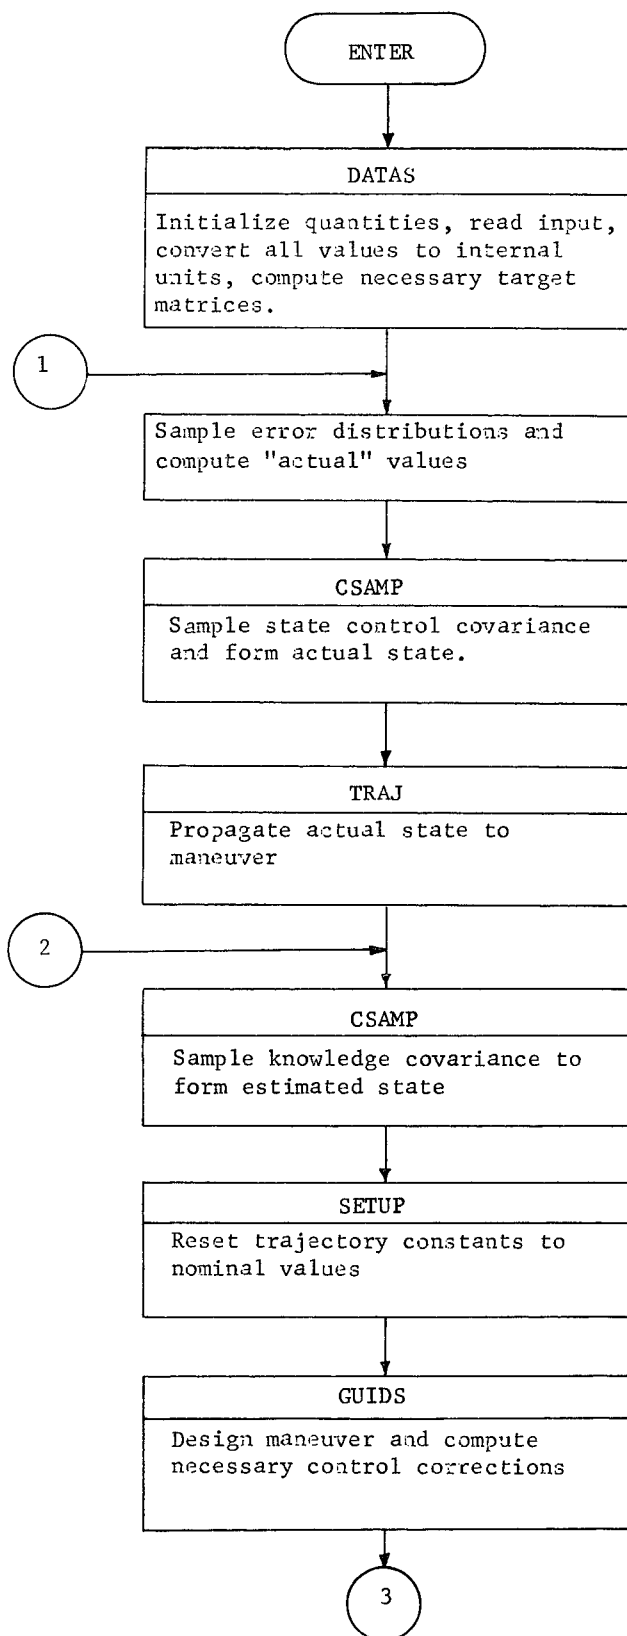 ENTER
DATAS
Initialize quantities, read input,
convert all values to internal
units, compute necessary target
matrices.
1
Sample error distributions and
compute "actual" values
CSAMP
Sample state control covariance
and form actual state.
TRAJ
Propagate actual state to
maneuver
2
CSAMP
Sample knowledge covariance to
form estimated state
SETUP
Reset trajectory constants to
nominal values
GUIDS
Design maneuver and compute
necessary control corrections
3